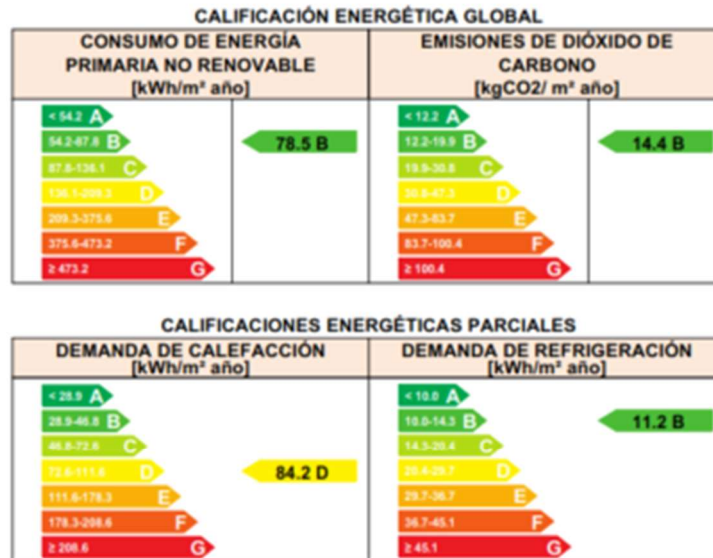 CALIFICACIÓN ENERGÉTICA GLOBAL
CONSUMO DE ENERGÍA
PRIMARIA NO RENOVABLE
[kWh/m² año]
EMISIONES DE DIÓXIDO DE
CARBONO
[kgCO2/ m² año]
< 54.2 A
54.2-87.8 B
87.8-136.1 C
136.1-209.3 D
209.3-375.6 E
375.6-473.2 F
≥ 473.2 G
78.5 B
< 12.2 A
12.2-19.9 B
19.9-30.8 C
30.8-47.3 D
47.3-83.7 E
83.7-100.4 F
≥ 100.4 G
14.4 B
CALIFICACIONES ENERGÉTICAS PARCIALES
DEMANDA DE CALEFACCIÓN
[kWh/m² año]
DEMANDA DE REFRIGERACIÓN
[kWh/m² año]
< 28.9 A
28.9-46.8 B
46.8-72.6 C
72.6-111.6 D
111.6-178.3 E
178.3-208.6 F
≥ 208.6 G
84.2 D
< 10.0 A
10.0-14.3 B
14.3-20.4 C
20.4-29.7 D
29.7-36.7 E
36.7-45.1 F
≥ 45.1 G
11.2 B